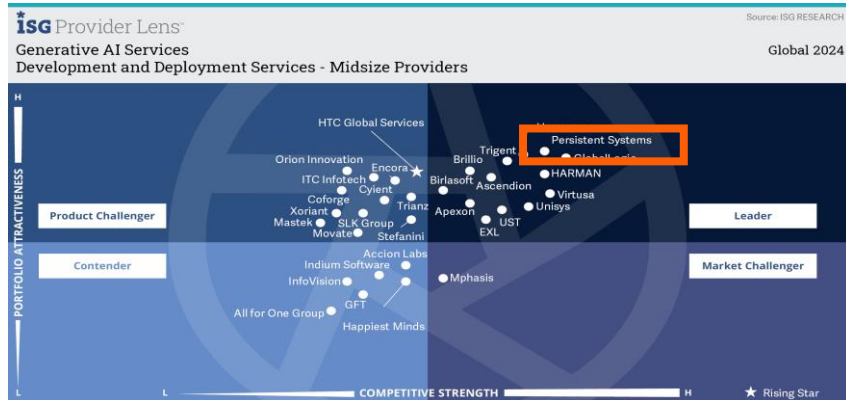 ISG Provider Lens™
Source: ISG RESEARCH
Generative AI Services
Global 2024
Development and Deployment Services - Midsize Providers
H
HTC Global Services
Persistent Systems
Trigent
GlobalLogic
Orion Innovation
Encora
Brillio
HARMAN
ITC Infotech
Birlasoft
Ascendion
Cyient
Virtusa
Coforge
Trianz
Unisys
Xoriant
Apexon
Mastek
SLK Group
UST
Movate
Stefanini
EXL
Product Challenger
Leader
PORTFOLIO ATTRACTIVENESS
Accion Labs
Contender
Indium Software
Market Challenger
InfoVision
Mphasis
GFT
All for One Group
Happiest Minds
L
L
COMPETITIVE STRENGTH
H
Rising Star